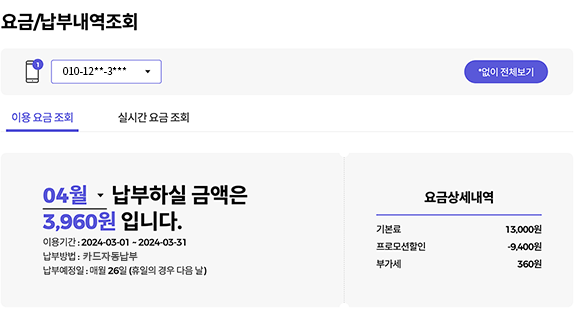 요금/납부내역조회
1
010-12**-3***
*없이 전체보기
이용 요금 조회
실시간 요금 조회
04월 납부하실 금액은
3,960원 입니다.
이용기간 : 2024-03-01 ~ 2024-03-31
납부방법 : 카드자동납부
납부예정일 : 매월 26일 (휴일의 경우 다음 날)
요금상세내역
기본료 13,000원
프로모션할인 -9,400원
부가세 360원